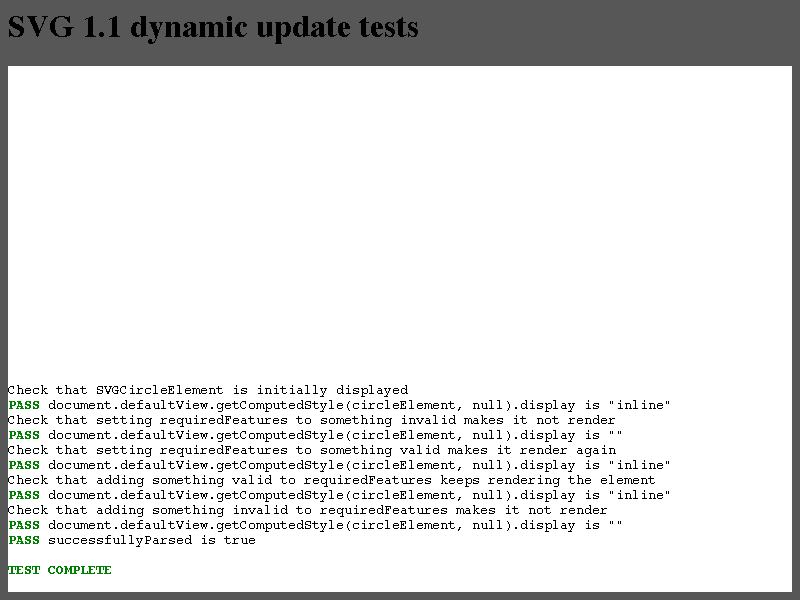 SVG 1.1 dynamic update tests
Check that SVGCircleElement is initially displayed
PASS document.defaultView.getComputedStyle(circleElement, null).display is "inline"
Check that setting requiredFeatures to something invalid makes it not render
PASS document.defaultView.getComputedStyle(circleElement, null).display is ""
Check that setting requiredFeatures to something valid makes it render again
PASS document.defaultView.getComputedStyle(circleElement, null).display is "inline"
Check that adding something valid to requiredFeatures keeps rendering the element
PASS document.defaultView.getComputedStyle(circleElement, null).display is "inline"
Check that adding something invalid to requiredFeatures makes it not render
PASS document.defaultView.getComputedStyle(circleElement, null).display is ""
PASS successfullyParsed is true
TEST COMPLETE